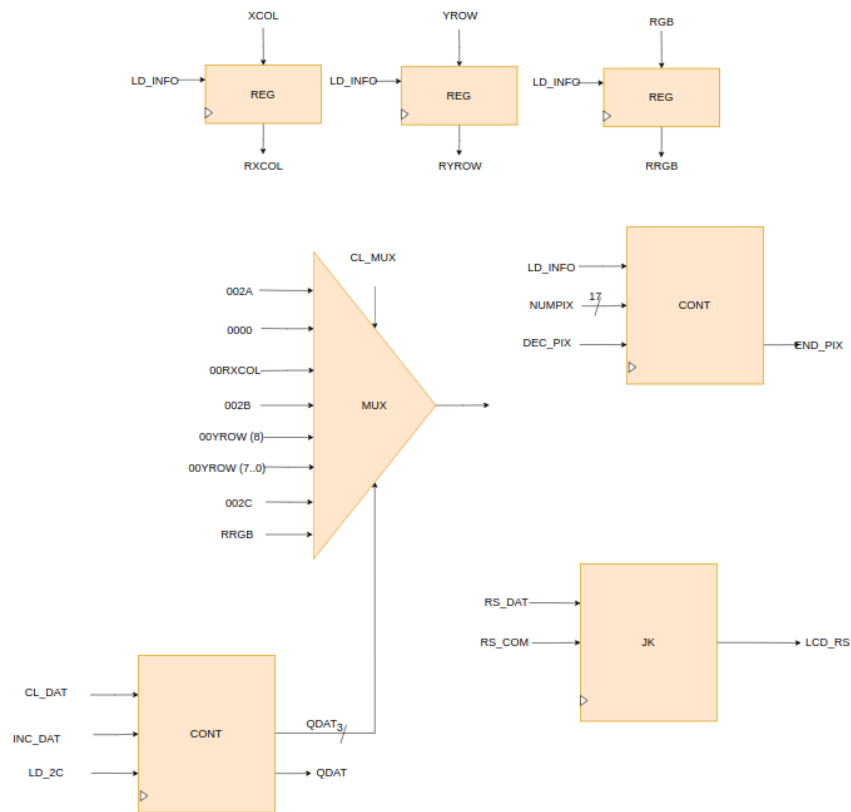 XCOL
YROW
RGB
LD_INFO
REG
LD_INFO
REG
LD_INFO
REG
RXCOL
RYROW
RRGB
CL_MUX
002A
0000
00RXCOL
002B
00YROW (8)
00YROW (7..0)
002C
RRGB
MUX
LD_INFO
NUMPIX
17
DEC_PIX
CONT
END_PIX
RS_DAT
RS_COM
JK
LCD_RS
CL_DAT
INC_DAT
LD_2C
CONT
QDAT
3
QDAT